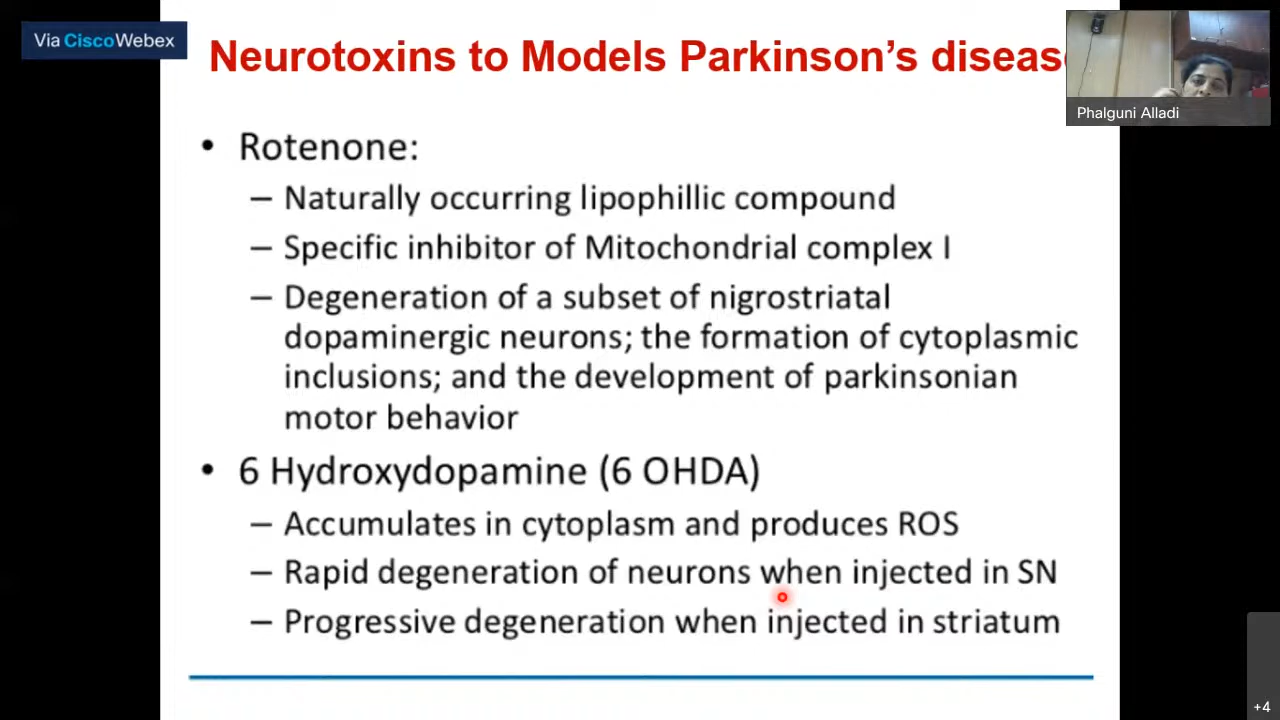 Via CiscoWebex
Neurotoxins to Models Parkinson's diseas
Phalguni Alladi
• Rotenone:
– Naturally occurring lipophillic compound
– Specific inhibitor of Mitochondrial complex I
– Degeneration of a subset of nigrostriatal
dopaminergic neurons; the formation of cytoplasmic
inclusions; and the development of parkinsonian
motor behavior
• 6 Hydroxydopamine (6 OHDA)
– Accumulates in cytoplasm and produces ROS
– Rapid degeneration of neurons when injected in SN
– Progressive degeneration when injected in striatum
+4